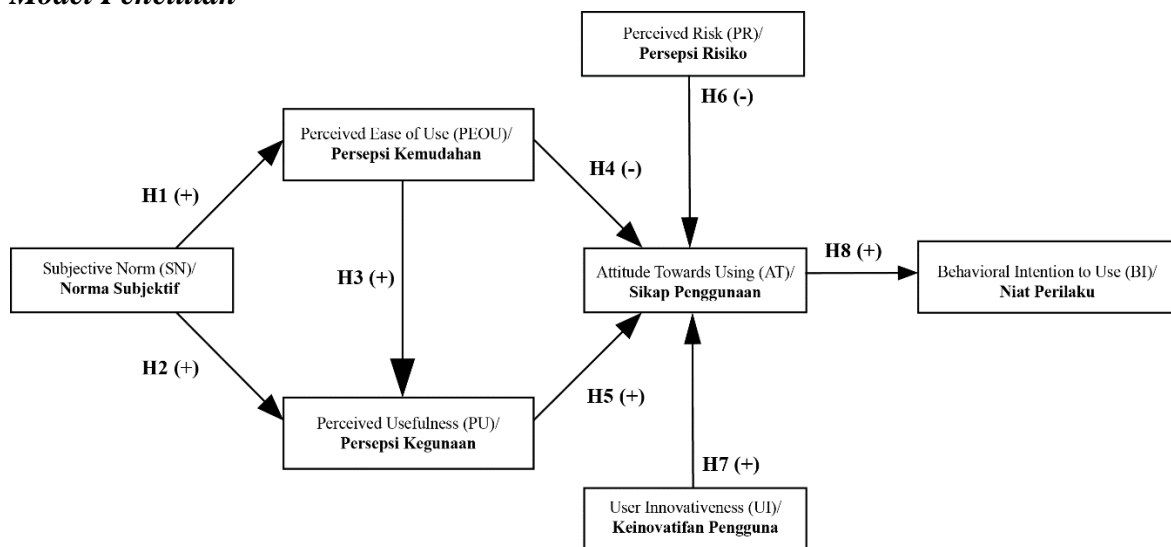 Model Penelitian
Perceived Risk (PR)/
Persepsi Risiko
H6 (-)
Perceived Ease of Use (PEOU)/
Persepsi Kemudahan
H4 (-)
H1 (+)
Subjective Norm (SN)/
Norma Subjektif
H3 (+)
Attitude Towards Using (AT)/
Sikap Penggunaan
H8 (+)
Behavioral Intention to Use (BI)/
Niat Perilaku
H2 (+)
Perceived Usefulness (PU)/
Persepsi Kegunaan
H5 (+)
H7 (+)
User Innovativeness (UI)/
Keinovatifan Pengguna